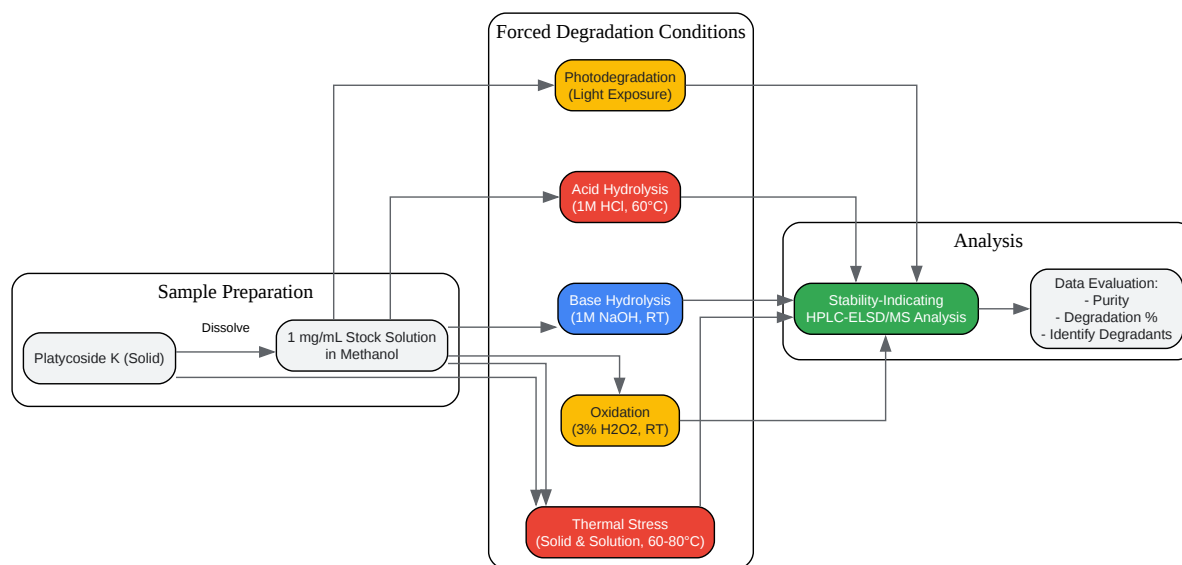 Forced Degradation Conditions
Photodegradation
(Light Exposure)
Acid Hydrolysis
(1M HCl, 60°C)
Analysis
Sample Preparation
Base Hydrolysis
(1M NaOH, RT)
Stability-Indicating
HPLC-ELSD/MS Analysis
Data Evaluation:
- Purity
- Degradation %
- Identify Degradants
Dissolve
Platycoside K (Solid)
1 mg/mL Stock Solution
in Methanol
Oxidation
(3% H2O2, RT)
Thermal Stress
(Solid & Solution, 60-80°C)